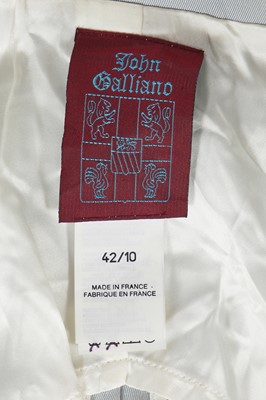 John
Galliano
42/10
MADE IN FRANCE -
FABRIQUE EN FRANCE